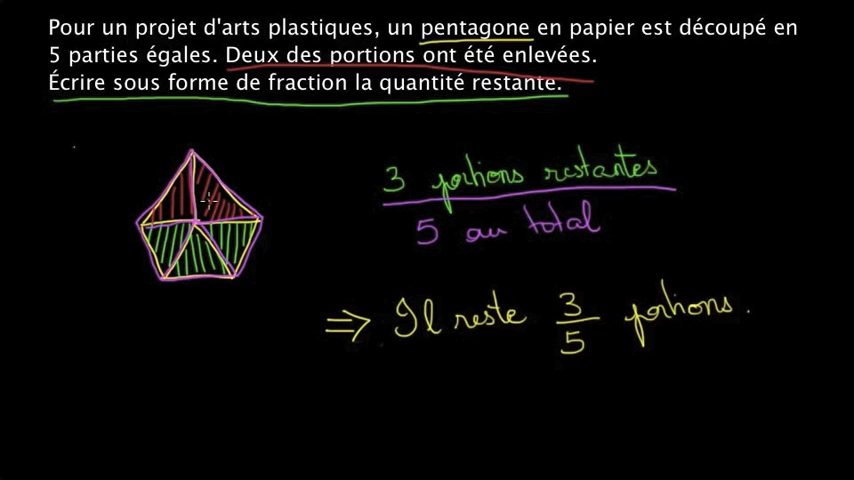 Pour un projet d'arts plastiques, un pentagone en papier est découpé en
5 parties égales. Deux des portions ont été enlevées.
Écrire sous forme de fraction la quantité restante.
3 portions restantes
5 au total
⇒ Il reste 3/5 portions.